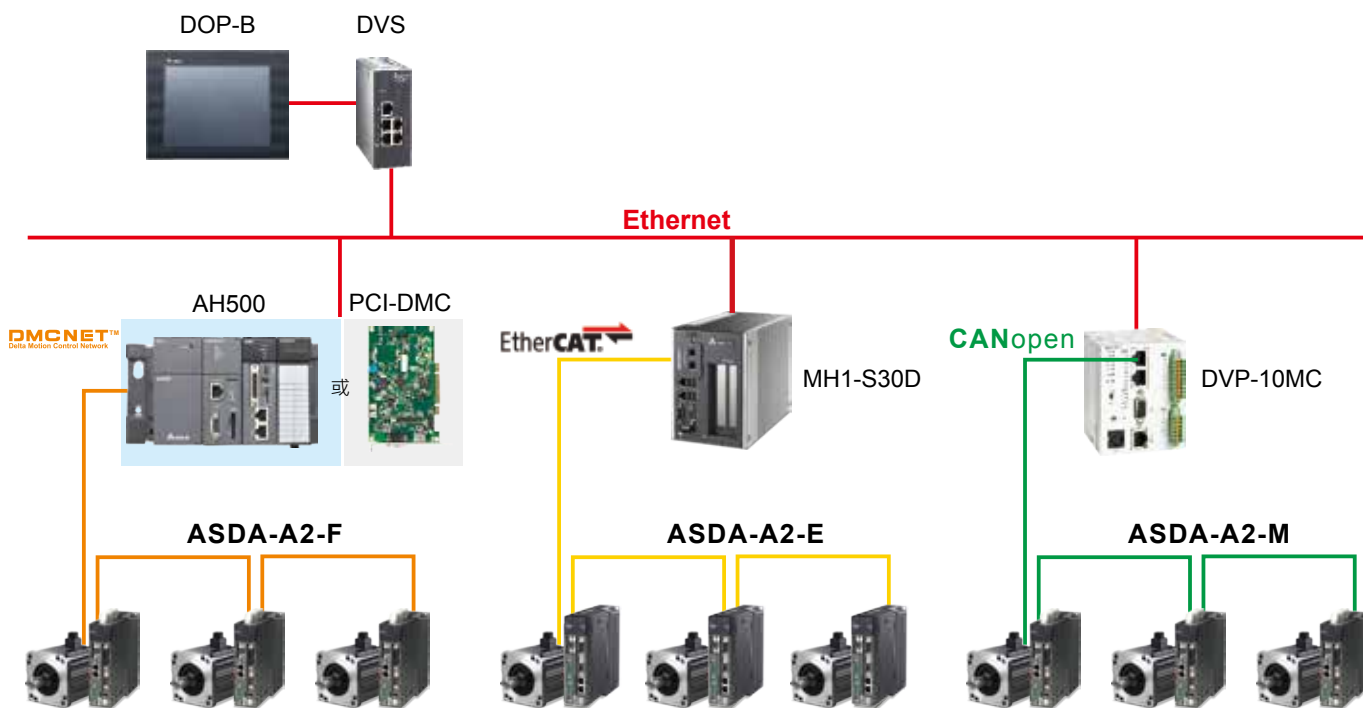 DOP-B
DVS
Ethernet
AH500
PCI-DMC
DMCNET™
Delta Motion Control Network
或
EtherCAT.
MH1-S30D
CANopen
DVP-10MC
ASDA-A2-F
ASDA-A2-E
ASDA-A2-M